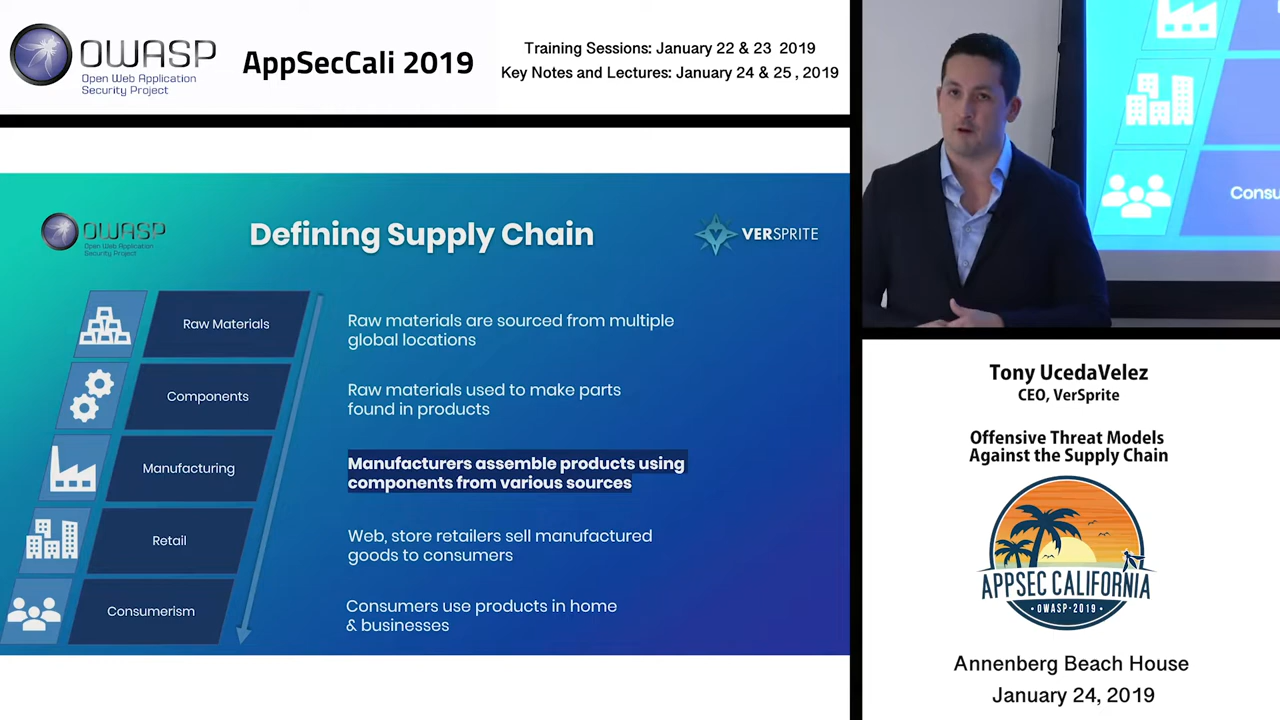 OWASP
Open Web Application
Security Project
AppSecCali 2019
Training Sessions: January 22 & 23 2019
Key Notes and Lectures: January 24 & 25 , 2019
OWASP
Open Web Application
Security Project
Defining Supply Chain
VERSPRITE
Raw Materials
Raw materials are sourced from multiple
global locations
Components
Raw materials used to make parts
found in products
Manufacturing
Manufacturers assemble products using
components from various sources
Retail
Web, store retailers sell manufactured
goods to consumers
Consumerism
Consumers use products in home
& businesses
Consu
Tony UcedaVelez
CEO, VerSprite
Offensive Threat Models
Against the Supply Chain
APPSEC CALIFORNIA
• OWASP-2019 •
Annenberg Beach House
January 24, 2019